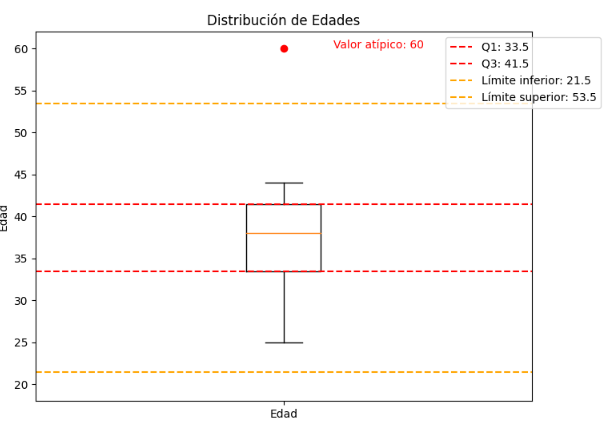 Distribución de Edades
Valor atípico: 60
Q1: 33.5
Q3: 41.5
Límite inferior: 21.5
Límite superior: 53.5
60
55
50
45
40
35
30
25
20
Edad
Edad